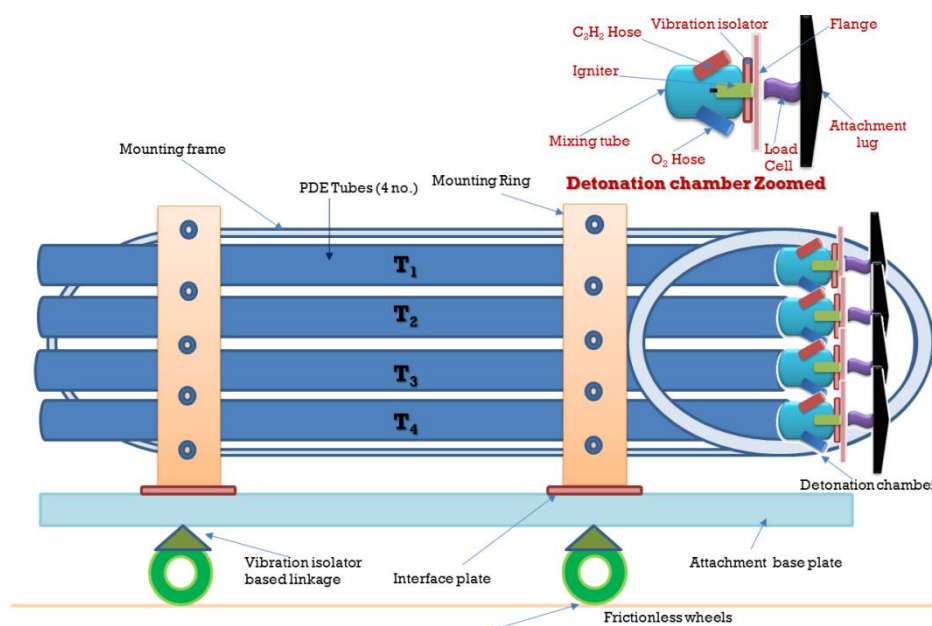 C₂H₂ Hose
Vibration isolator
Flange
Igniter
Mixing tube
O₂ Hose
Load
Cell
Attachment
lug
Detonation chamber Zoomed
Mounting frame
PDE Tubes (4 no.)
Mounting Ring
T₁
T₂
T₃
T₄
Detonation chamber
Vibration isolator
based linkage
Interface plate
Attachment base plate
Frictionless wheels